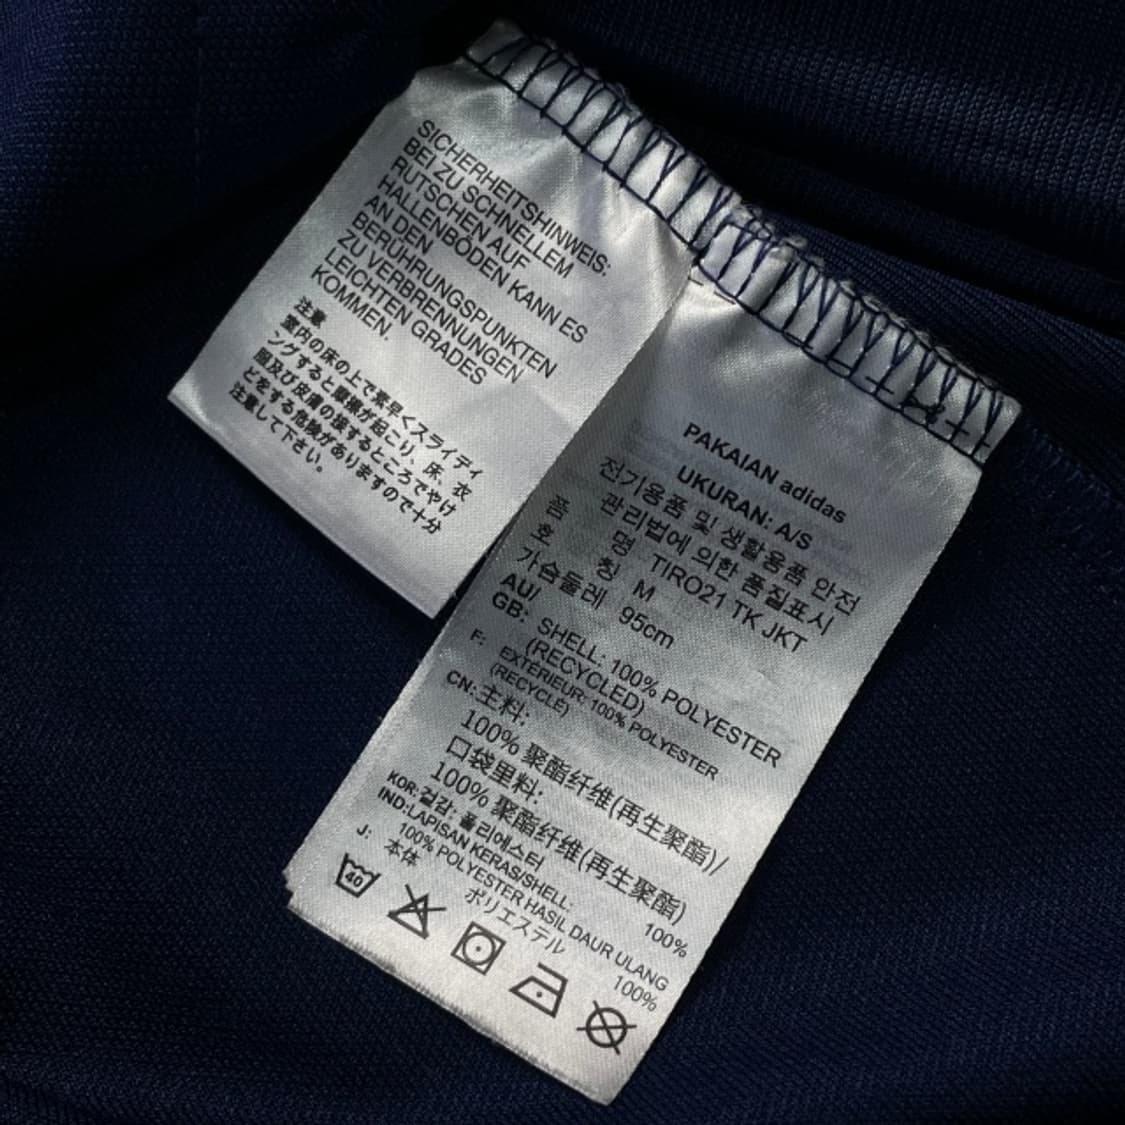 SICHERHEITSHINWEIS:
BEI ZU SCHNELLEM
RUTSCHEN AUF
HALLENBÖDEN KANN ES
AN DEN
BERÜHRUNGSPUNKTEN
ZU VERBRENNUNGEN
LEICHTEN GRADES
KOMMEN.
注意
室内の床の上で素早くスライディ
ングすると摩擦が起こり、床、衣
服及び皮膚の接するところでやけ
どをする危険がありますので十分
注意して下さい。
PAKAIAN adidas
UKURAN: A/S
전기용품 및 생활용품 안전
관리법에 의한 품질표시
품 명 TIRO21 TK JKT
호 칭 M
가슴둘레 95cm
AU/
GB: SHELL: 100% POLYESTER
(RECYCLED)
F: EXTÉRIEUR: 100% POLYESTER
(RECYCLÉ)
CN:主料:
100% 聚酯纤维(再生聚酯)/
口袋里料:
100% 聚酯纤维(再生聚酯)
KOR:겉감: 폴리에스터 100%
IND:LAPISAN KERAS/SHELL:
100% POLYESTER HASIL DAUR ULANG
J: 本体 ポリエステル 100%
40